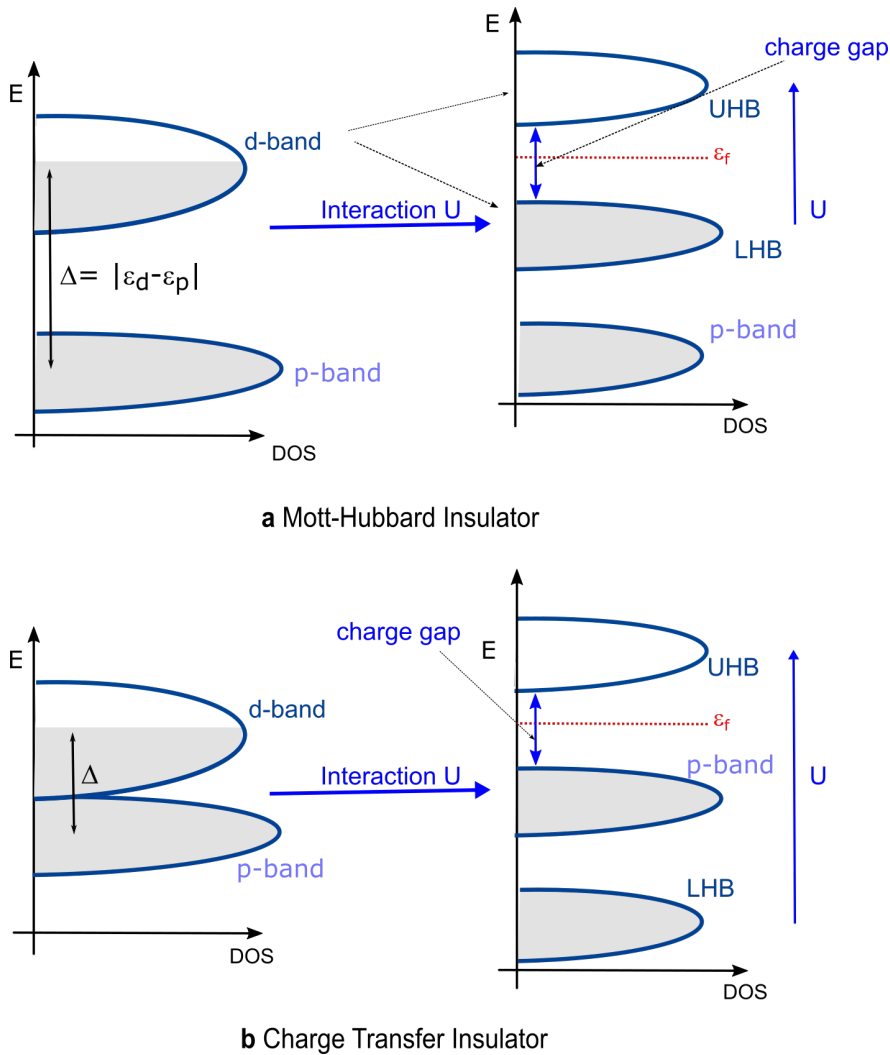 E
charge gap
E
d-band
UHB
εf
Interaction U
U
Δ= |εd-εp|
LHB
p-band
p-band
DOS
DOS
a Mott-Hubbard Insulator
charge gap
E
E
UHB
d-band
εf
p-band
Δ
Interaction U
U
p-band
LHB
DOS
DOS
b Charge Transfer Insulator